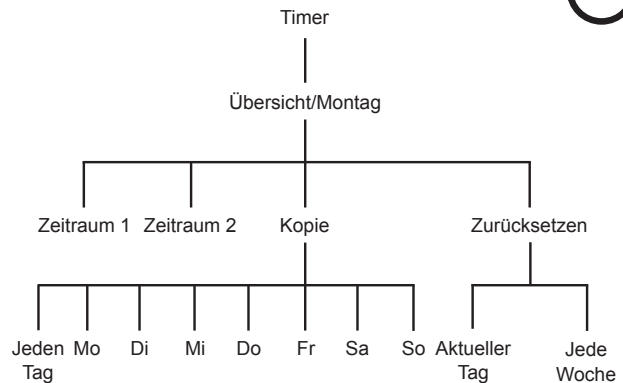 Timer
Übersicht/Montag
Zeitraum 1 Zeitraum 2 Kopie Zurücksetzen
Jeden Tag Mo Di Mi Do Fr Sa So Aktueller Tag Jede Woche